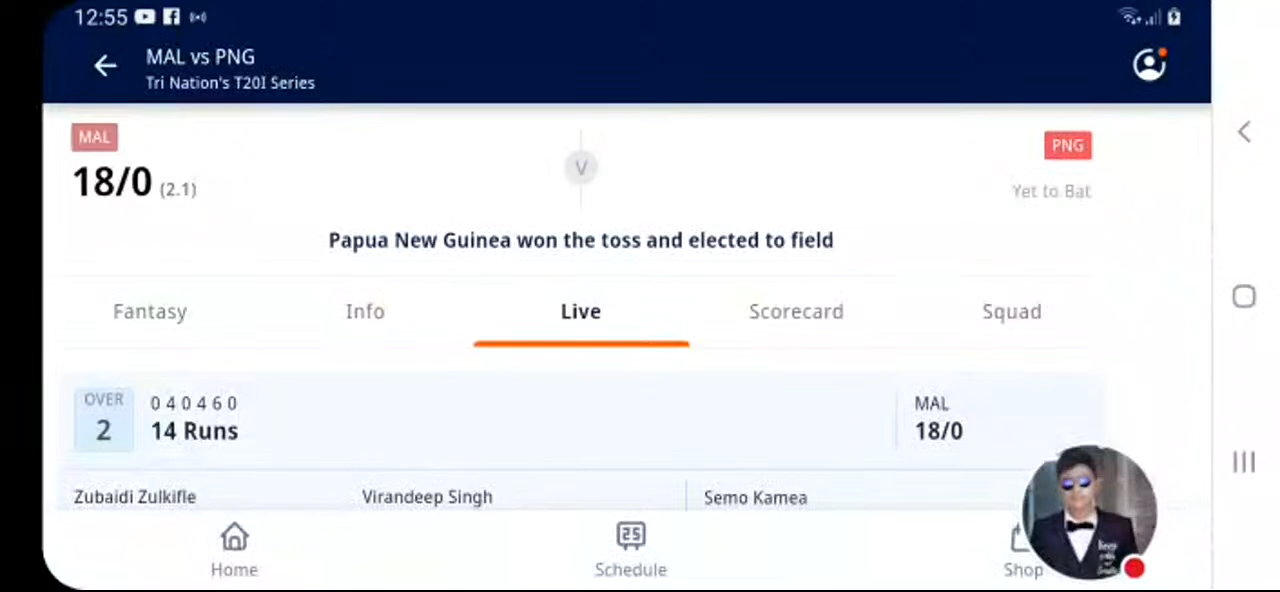 12:55
MAL vs PNG
Tri Nation's T20I Series
MAL
18/0 (2.1)
V
PNG
Yet to Bat
Papua New Guinea won the toss and elected to field
Fantasy Info Live Scorecard Squad
OVER
2
0 4 0 4 6 0
14 Runs
MAL
18/0
Zubaidi Zulkifle Virandeep Singh Semo Kamea
25
Home Schedule Shop